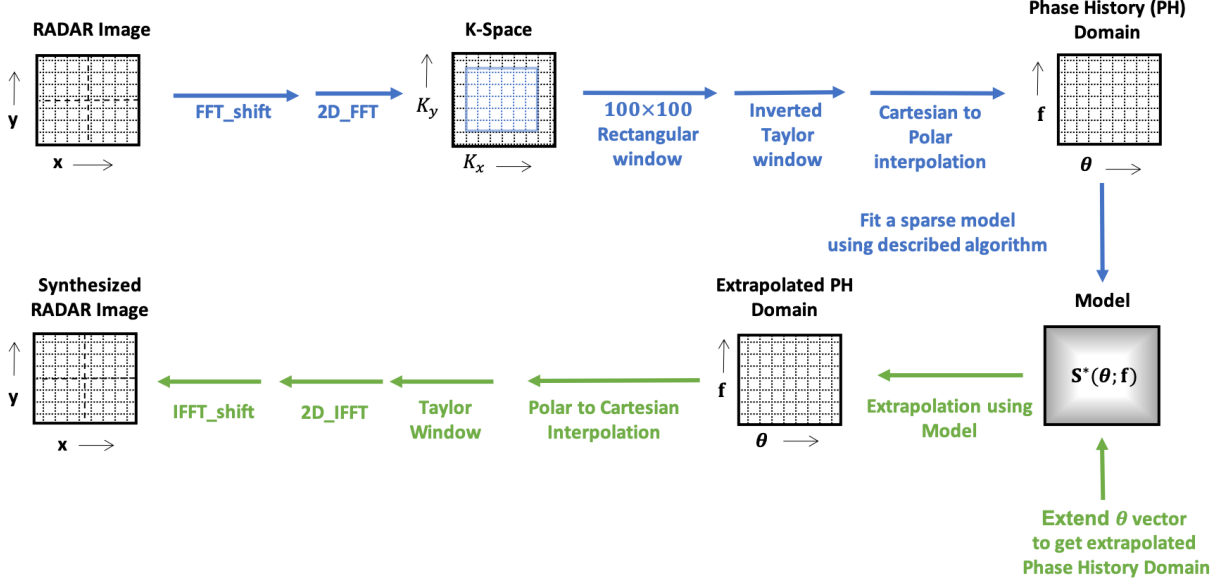 RADAR Image
y
x
FFT_shift
2D_FFT
K-Space
K_y
K_x
100×100
Rectangular
window
Inverted
Taylor
window
Cartesian to
Polar
interpolation
Phase History (PH)
Domain
f
θ
Fit a sparse model
using described algorithm
Model
S*(θ; f)
Extend θ vector
to get extrapolated
Phase History Domain
Extrapolation using
Model
Extrapolated PH
Domain
f
θ
Polar to Cartesian
Interpolation
Taylor
Window
2D_IFFT
IFFT_shift
Synthesized
RADAR Image
y
x